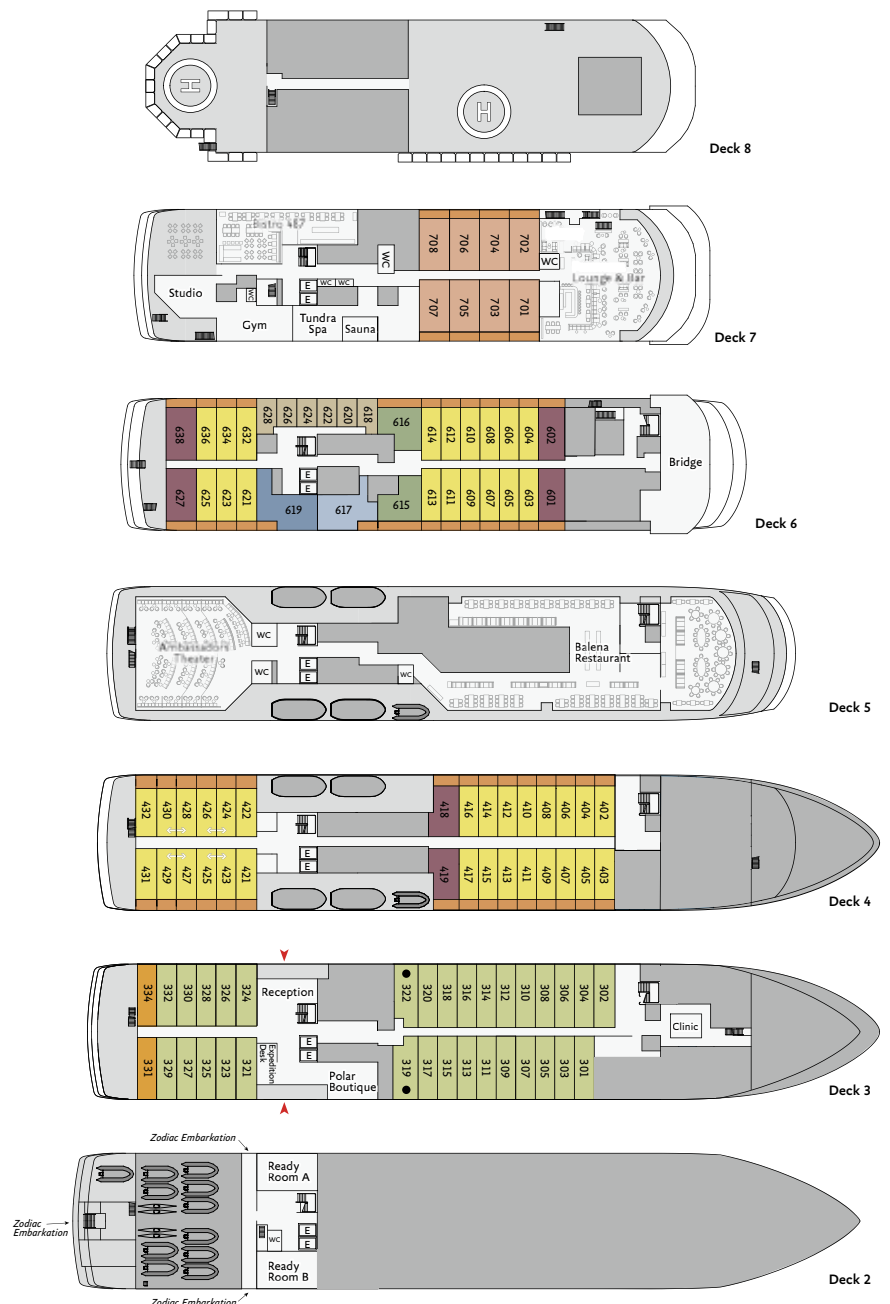 H
H
Deck 8
Bistro 487
708
706
704
702
WC
WC
Lounge & Bar
Studio
WC
E
WC
WC
E
Gym
Tundra
Spa
Sauna
707
705
703
701
Deck 7
638
636
634
632
628
626
624
622
620
618
616
614
612
610
608
606
604
602
Bridge
E
E
627
625
623
621
619
617
615
613
611
609
607
605
603
601
Deck 6
Ambassadors
Theater
WC
WC
E
E
WC
Balena
Restaurant
Deck 5
432
430
428
426
424
422
418
416
414
412
410
408
406
404
402
E
E
431
429
427
425
423
421
419
417
415
413
411
409
407
405
403
Deck 4
334
332
330
328
326
324
Reception
322
320
318
316
314
312
310
308
306
304
302
Clinic
E
E
331
329
327
325
323
321
Expedition
Desk
Polar
Boutique
319
317
315
313
311
309
307
305
303
301
Deck 3
Zodiac Embarkation
Ready
Room A
Zodiac
Embarkation
WC
E
E
Ready
Room B
Deck 2
Zodiac Embarkation